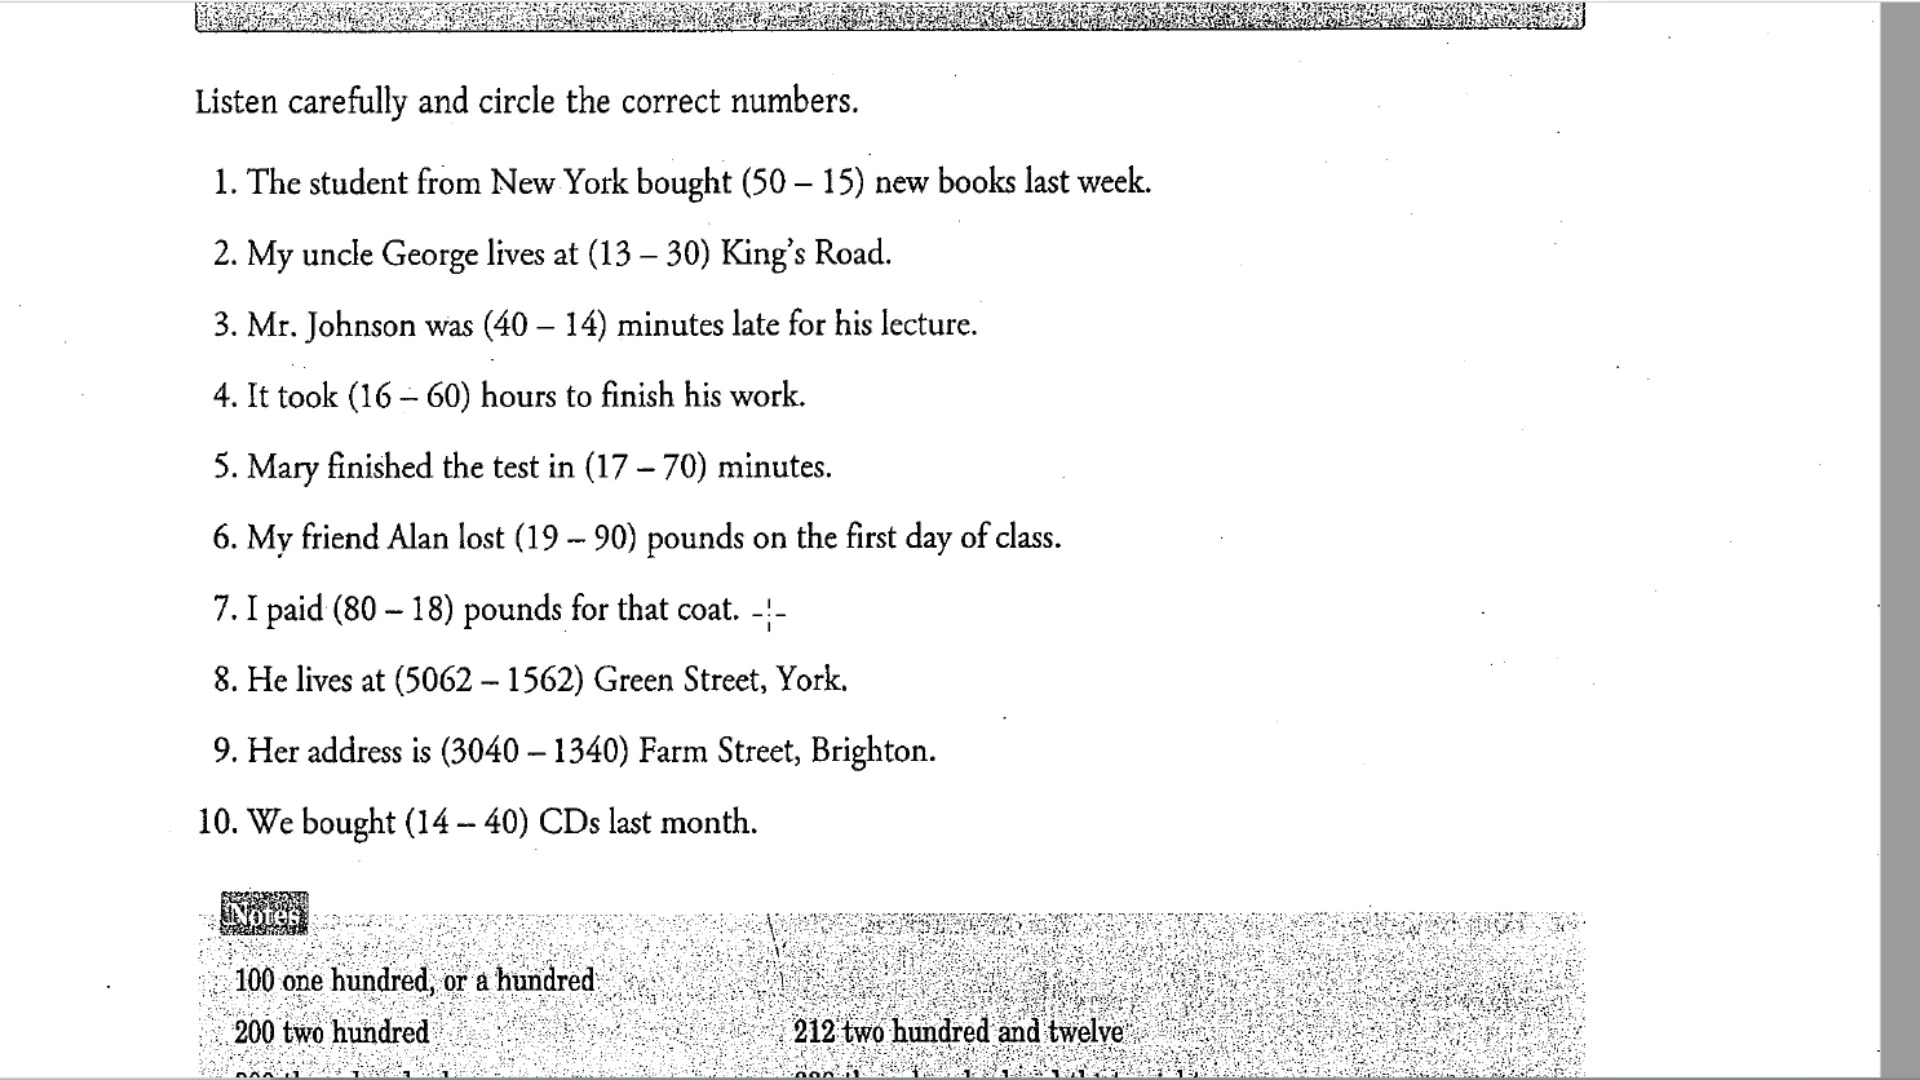 Listen carefully and circle the correct numbers.
1. The student from New York bought (50 – 15) new books last week.
2. My uncle George lives at (13 – 30) King's Road.
3. Mr. Johnson was (40 – 14) minutes late for his lecture.
4. It took (16 – 60) hours to finish his work.
5. Mary finished the test in (17 – 70) minutes.
6. My friend Alan lost (19 – 90) pounds on the first day of class.
7. I paid (80 – 18) pounds for that coat.
8. He lives at (5062 – 1562) Green Street, York.
9. Her address is (3040 – 1340) Farm Street, Brighton.
10. We bought (14 – 40) CDs last month.
Notes
100 one hundred, or a hundred
200 two hundred 212 two hundred and twelve